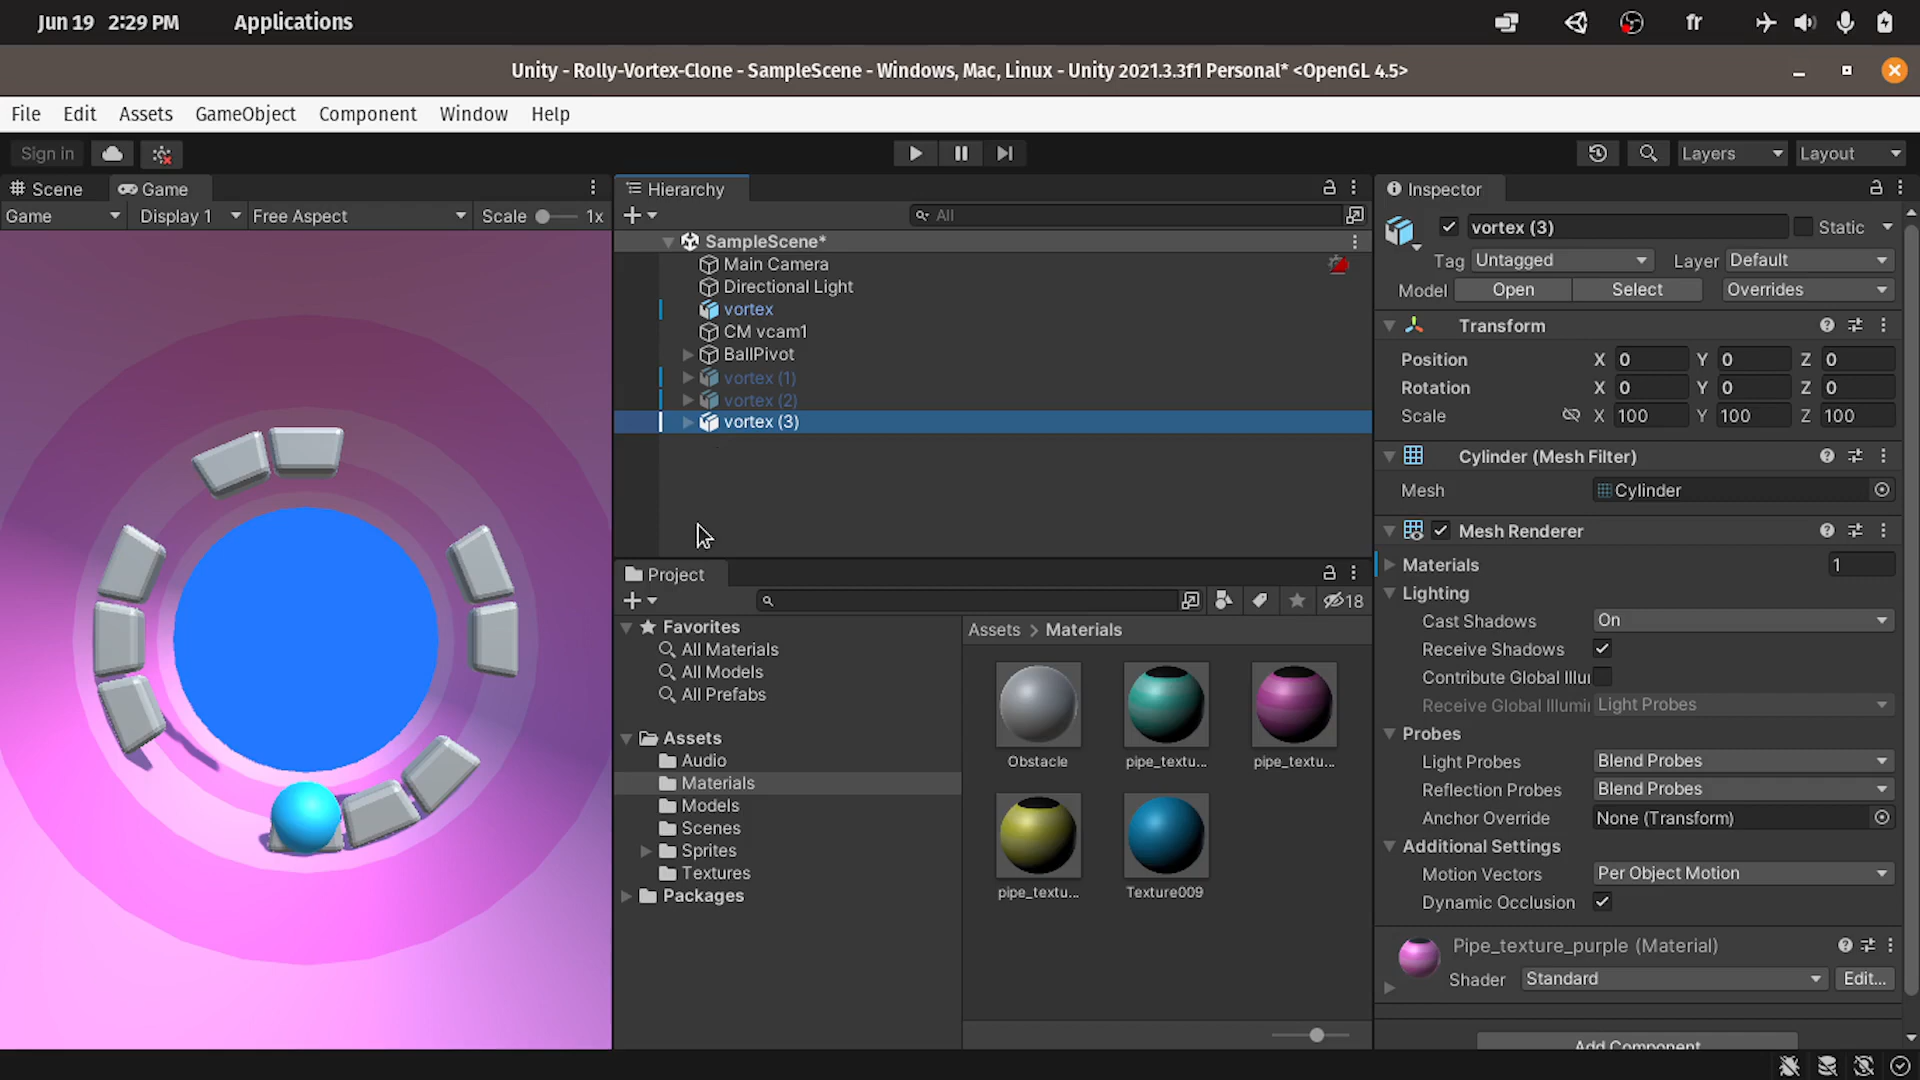 Jun 19 2:29 PM
Applications
fr
Unity - Rolly-Vortex-Clone - SampleScene - Windows, Mac, Linux - Unity 2021.3.3f1 Personal* <OpenGL 4.5>
File Edit Assets GameObject Component Window Help
Sign in
Layers
Layout
Scene
Game
Game
Display 1
Free Aspect
Scale 1x
Hierarchy
All
SampleScene*
Main Camera
Directional Light
vortex
CM vcam1
BallPivot
vortex (1)
vortex (2)
vortex (3)
Project
18
Favorites
All Materials
All Models
All Prefabs
Assets
Audio
Materials
Models
Scenes
Sprites
Textures
Packages
Assets > Materials
Obstacle
pipe_textu...
pipe_textu...
pipe_textu...
Texture009
Inspector
vortex (3)
Static
Tag Untagged
Layer Default
Model Open Select Overrides
Transform
Position X 0 Y 0 Z 0
Rotation X 0 Y 0 Z 0
Scale X 100 Y 100 Z 100
Cylinder (Mesh Filter)
Mesh Cylinder
Mesh Renderer
Materials 1
Lighting
Cast Shadows On
Receive Shadows
Contribute Global Illui
Receive Global Illumii Light Probes
Probes
Light Probes Blend Probes
Reflection Probes Blend Probes
Anchor Override None (Transform)
Additional Settings
Motion Vectors Per Object Motion
Dynamic Occlusion
Pipe_texture_purple (Material)
Shader Standard Edit...
Add Component